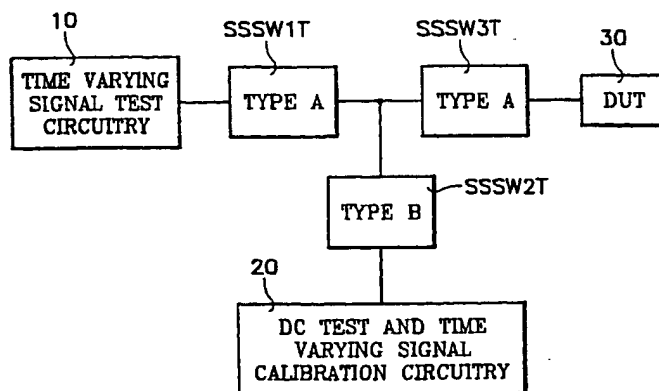 10
SSSW1T
SSSW3T
30
TIME VARYING
SIGNAL TEST
CIRCUITRY
TYPE A
TYPE A
DUT
TYPE B
SSSW2T
20
DC TEST AND TIME
VARYING SIGNAL
CALIBRATION CIRCUITRY